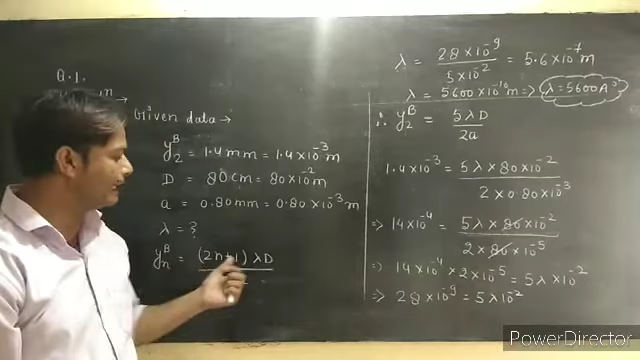 Q.1.
Given data →
y₂ᴮ = 1.4 mm = 1.4×10⁻³ m
D = 80 cm = 80×10⁻² m
a = 0.80 mm = 0.80×10⁻³ m
λ = ?
yₙᴮ = (2n+1) λD
λ = 28×10⁻⁹ / 5×10⁻² = 5.6×10⁻⁷ m
λ = 5600×10⁻¹⁰ m ⇒ λ = 5600A°
∴ y₂ᴮ = 5λD / 2a
1.4×10⁻³ = 5λ×80×10⁻² / 2×0.80×10⁻³
⇒ 14×10⁻⁴ = 5λ×80×10⁻² / 2×80×10⁻⁵
⇒ 14×10⁻⁴×2×10⁻⁵ = 5λ×10⁻²
⇒ 28×10⁻⁹ = 5λ10⁻²
PowerDirector